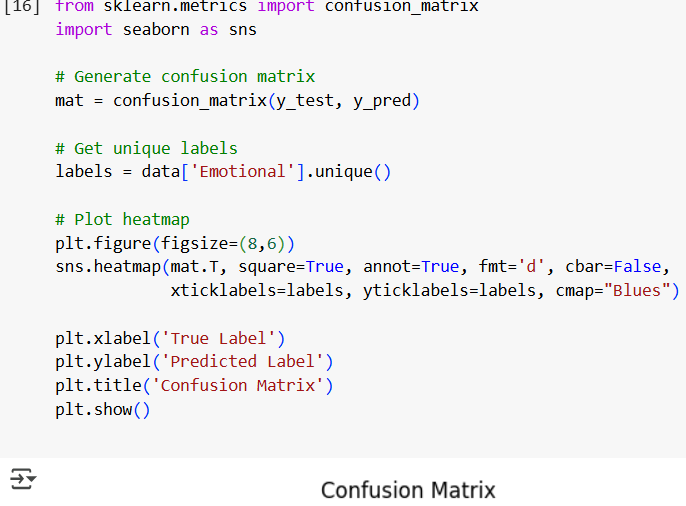 [16] from sklearn.metrics import confusion_matrix
import seaborn as sns
# Generate confusion matrix
mat = confusion_matrix(y_test, y_pred)
# Get unique labels
labels = data['Emotional'].unique()
# Plot heatmap
plt.figure(figsize=(8,6))
sns.heatmap(mat.T, square=True, annot=True, fmt='d', cbar=False,
xticklabels=labels, yticklabels=labels, cmap="Blues")
plt.xlabel('True Label')
plt.ylabel('Predicted Label')
plt.title('Confusion Matrix')
plt.show()
Confusion Matrix